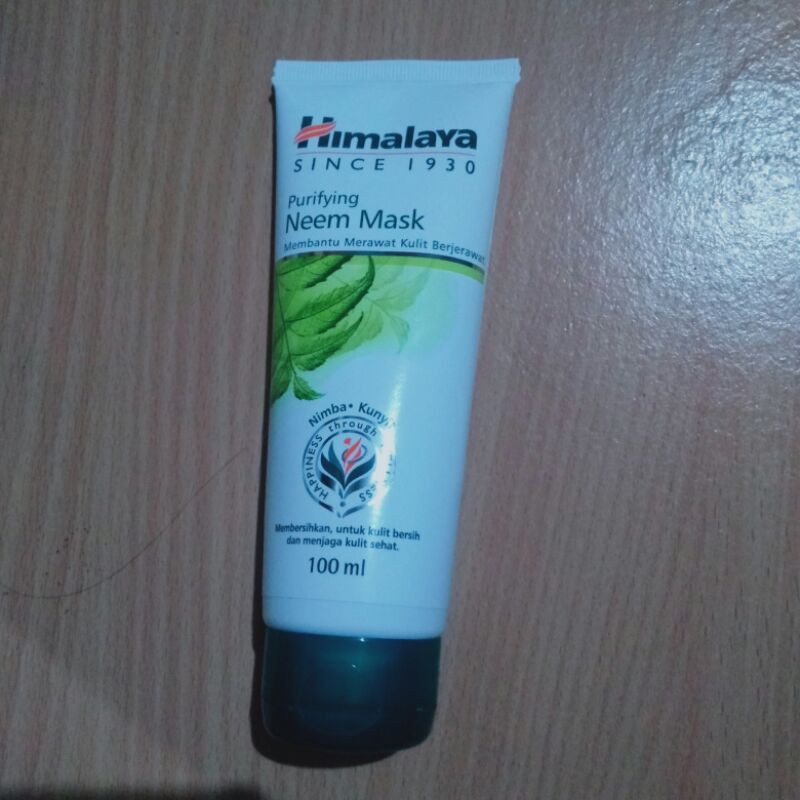 Himalaya
SINCE 1930
Purifying
Neem Mask
Membantu Merawat Kulit Berjerawat
Nimba • 
HAPPINESS through
Membersihkan, untuk kulit bersih
dan menjaga kulit sehat.
100 ml